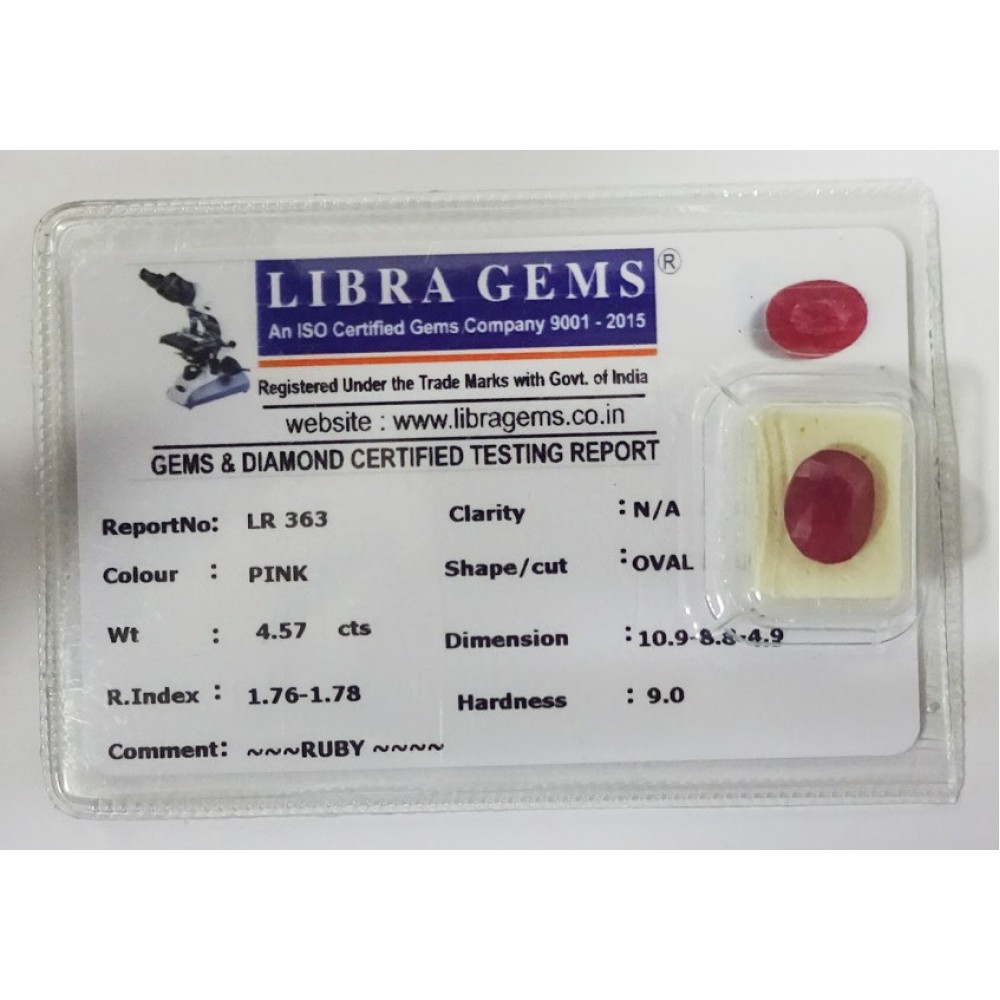 LIBRA GEMS ®
An ISO Certified Gems Company 9001 - 2015
Registered Under the Trade Marks with Govt. of India
website : www.libragems.co.in
GEMS & DIAMOND CERTIFIED TESTING REPORT
ReportNo: LR 363
Colour : PINK
Wt : 4.57 cts
R.Index : 1.76-1.78
Comment: ~~~RUBY ~~~~
Clarity : N/A
Shape/cut : OVAL
Dimension : 10.9-8.8-4.9
Hardness : 9.0